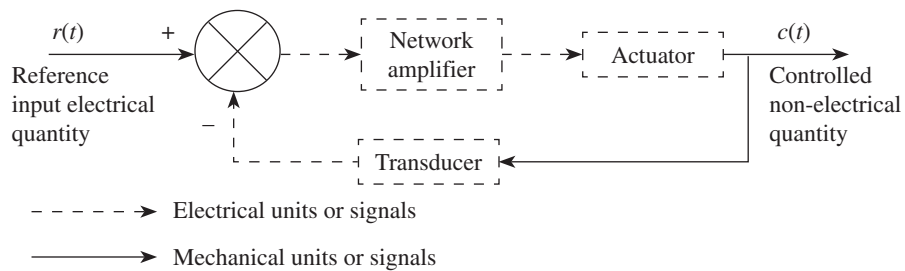 r(t)
+
Reference
input electrical
quantity
Network
amplifier
Actuator
c(t)
Controlled
non-electrical
quantity
−
Transducer
Electrical units or signals
Mechanical units or signals